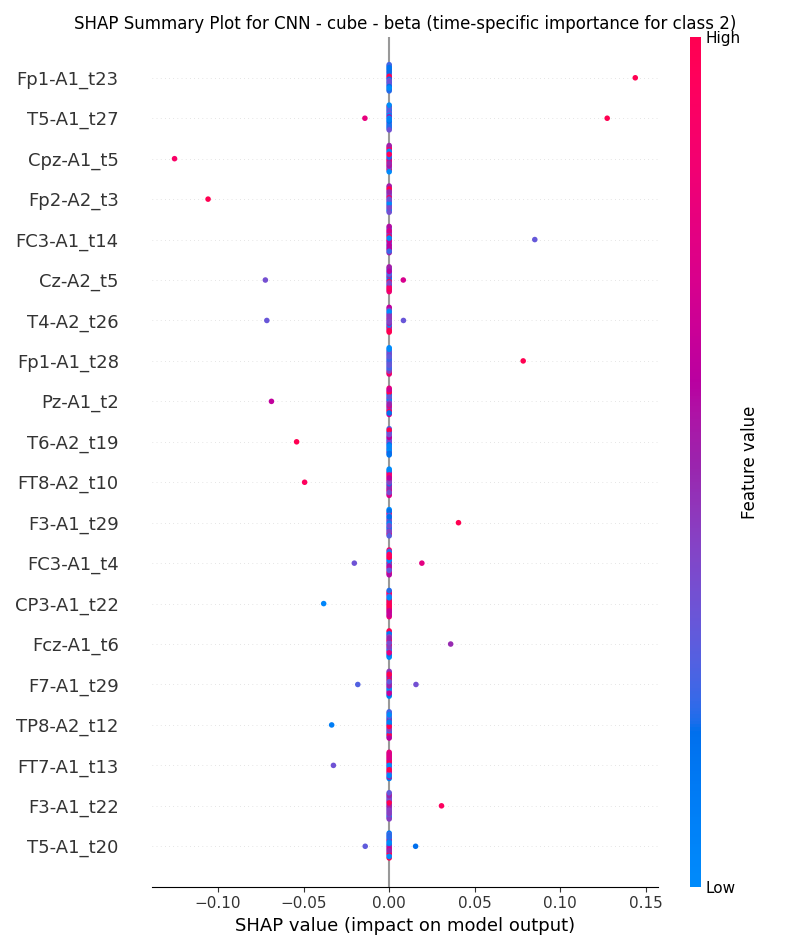 SHAP Summary Plot for CNN - cube - beta (time-specific importance for class 2)
High
Fp1-A1_t23
T5-A1_t27
Cpz-A1_t5
Fp2-A2_t3
FC3-A1_t14
Cz-A2_t5
T4-A2_t26
Fp1-A1_t28
Pz-A1_t2
T6-A2_t19
FT8-A2_t10
F3-A1_t29
FC3-A1_t4
CP3-A1_t22
Fcz-A1_t6
F7-A1_t29
TP8-A2_t12
FT7-A1_t13
F3-A1_t22
T5-A1_t20
Feature value
Low
−0.10 −0.05 0.00 0.05 0.10 0.15
SHAP value (impact on model output)